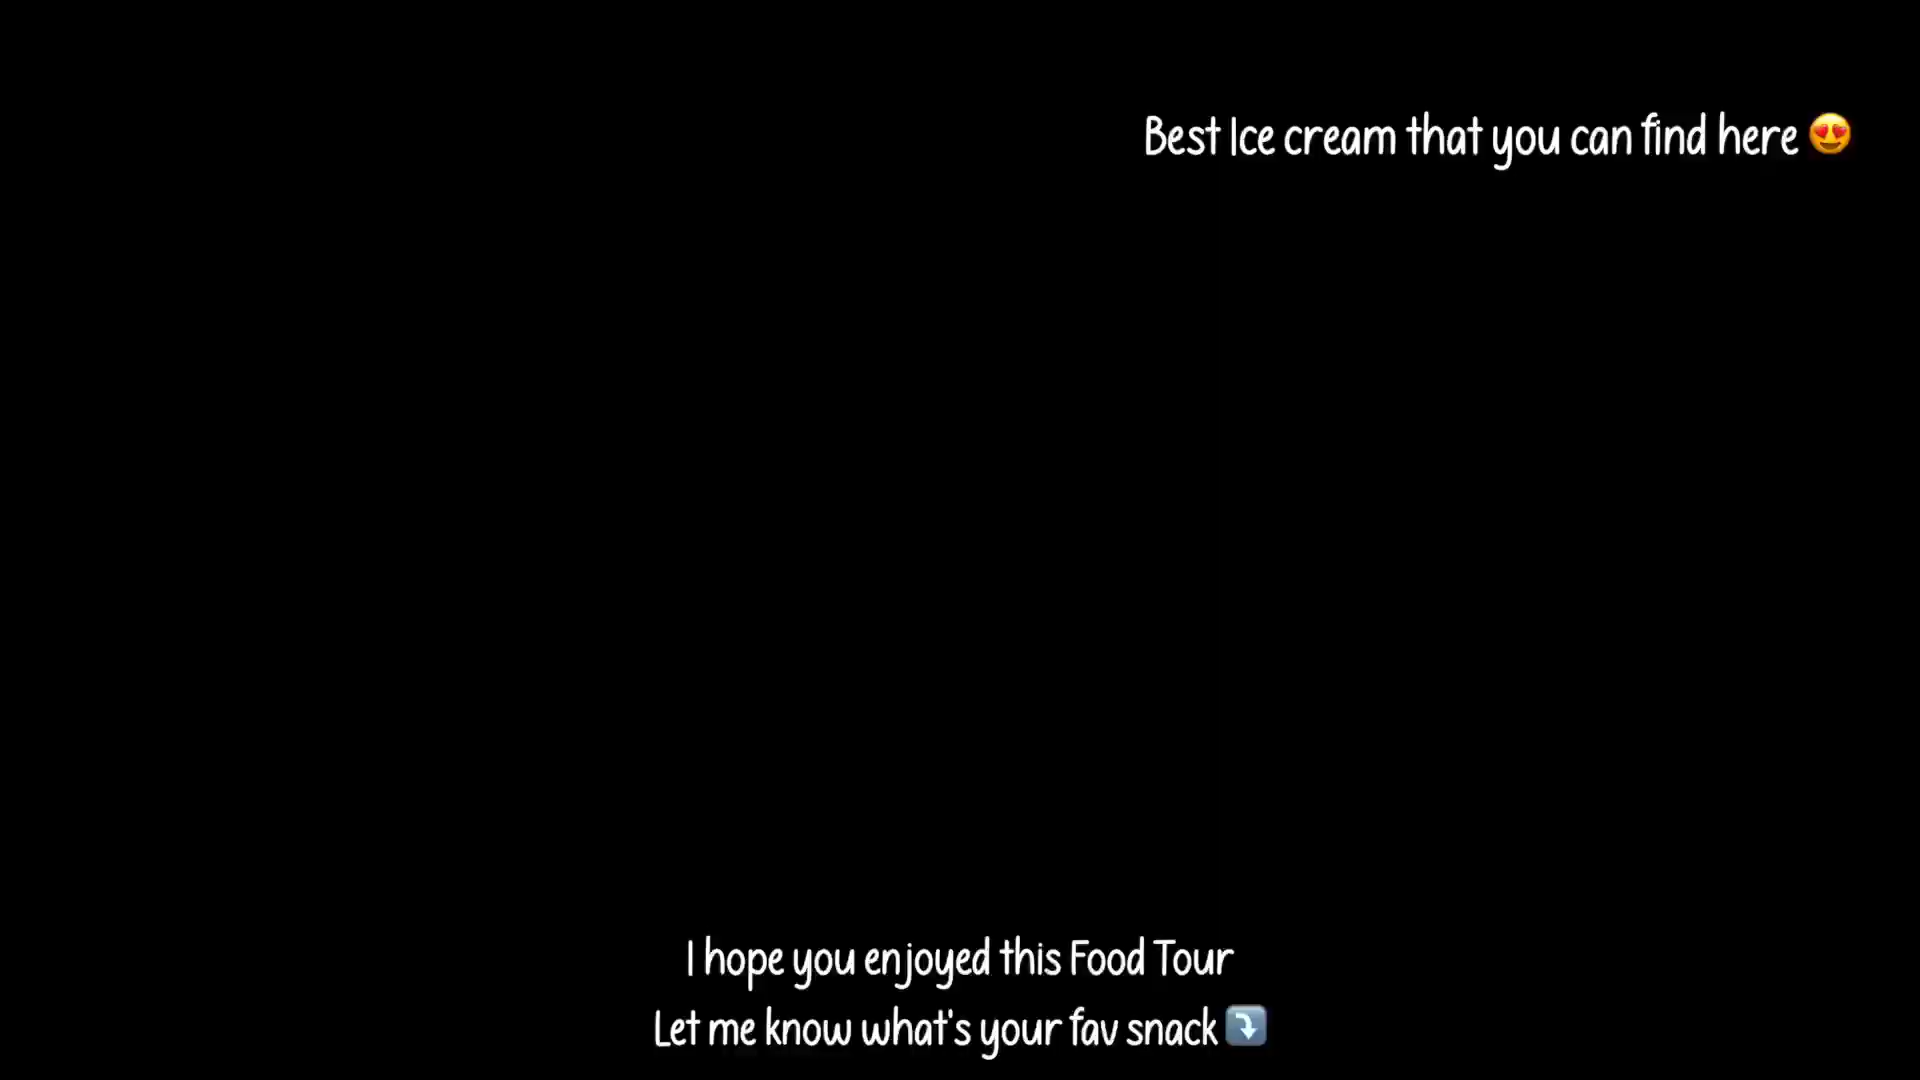 Best Ice cream that you can find here 😍
I hope you enjoyed this Food Tour
Let me know what's your fav snack ⤵️